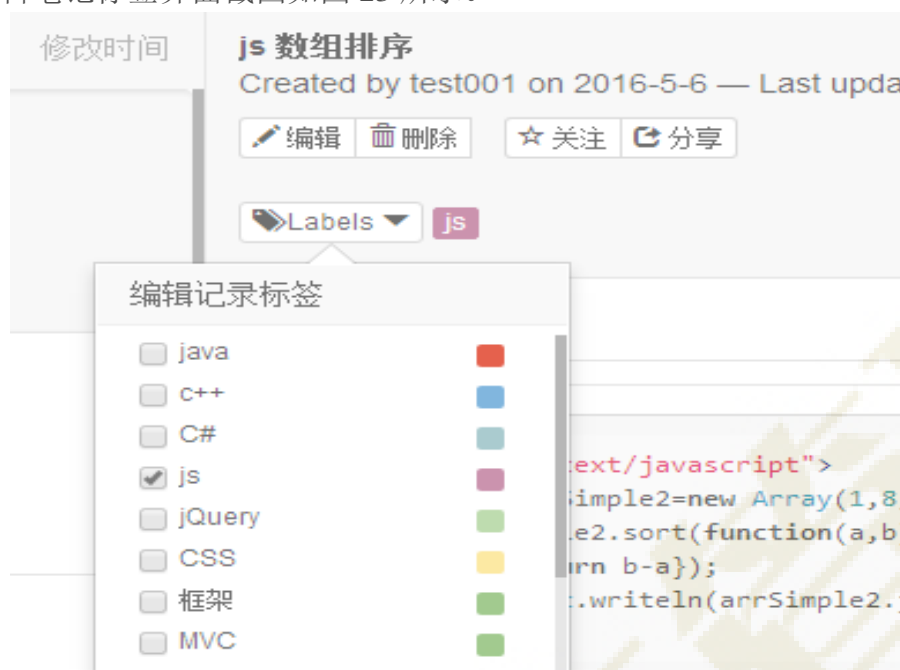 修改时间
js 数组排序
Created by test001 on 2016-5-6 — Last upda
编辑 删除 关注 分享
Labels js
编辑记录标签
java
c++
C#
js
jQuery
CSS
框架
MVC
ext/javascript">
Simple2=new Array(1,8
e2.sort(function(a,b
urn b-a});
.writeln(arrSimple2.